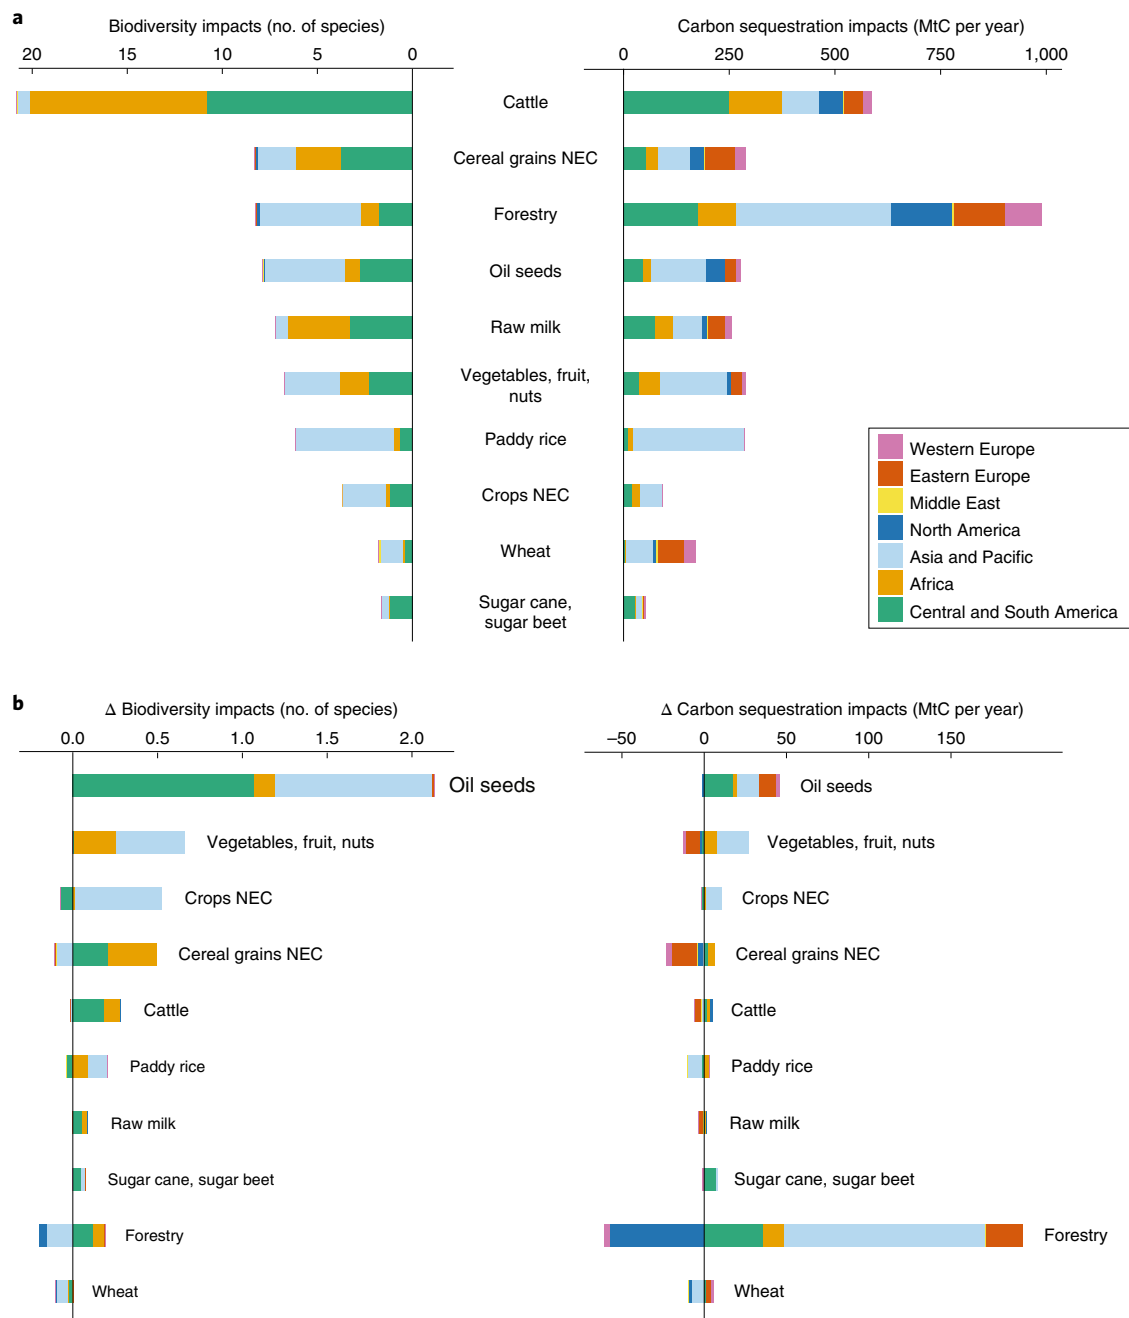 a
Biodiversity impacts (no. of species)
Carbon sequestration impacts (MtC per year)
20 15 10 5 0
0 250 500 750 1,000
Cattle
Cereal grains NEC
Forestry
Oil seeds
Raw milk
Vegetables, fruit,
nuts
Paddy rice
Crops NEC
Wheat
Sugar cane,
sugar beet
Western Europe
Eastern Europe
Middle East
North America
Asia and Pacific
Africa
Central and South America
b
Δ Biodiversity impacts (no. of species)
Δ Carbon sequestration impacts (MtC per year)
0.0 0.5 1.0 1.5 2.0
–50 0 50 100 150
Oil seeds
Oil seeds
Vegetables, fruit, nuts
Vegetables, fruit, nuts
Crops NEC
Crops NEC
Cereal grains NEC
Cereal grains NEC
Cattle
Cattle
Paddy rice
Paddy rice
Raw milk
Raw milk
Sugar cane, sugar beet
Sugar cane, sugar beet
Forestry
Forestry
Wheat
Wheat